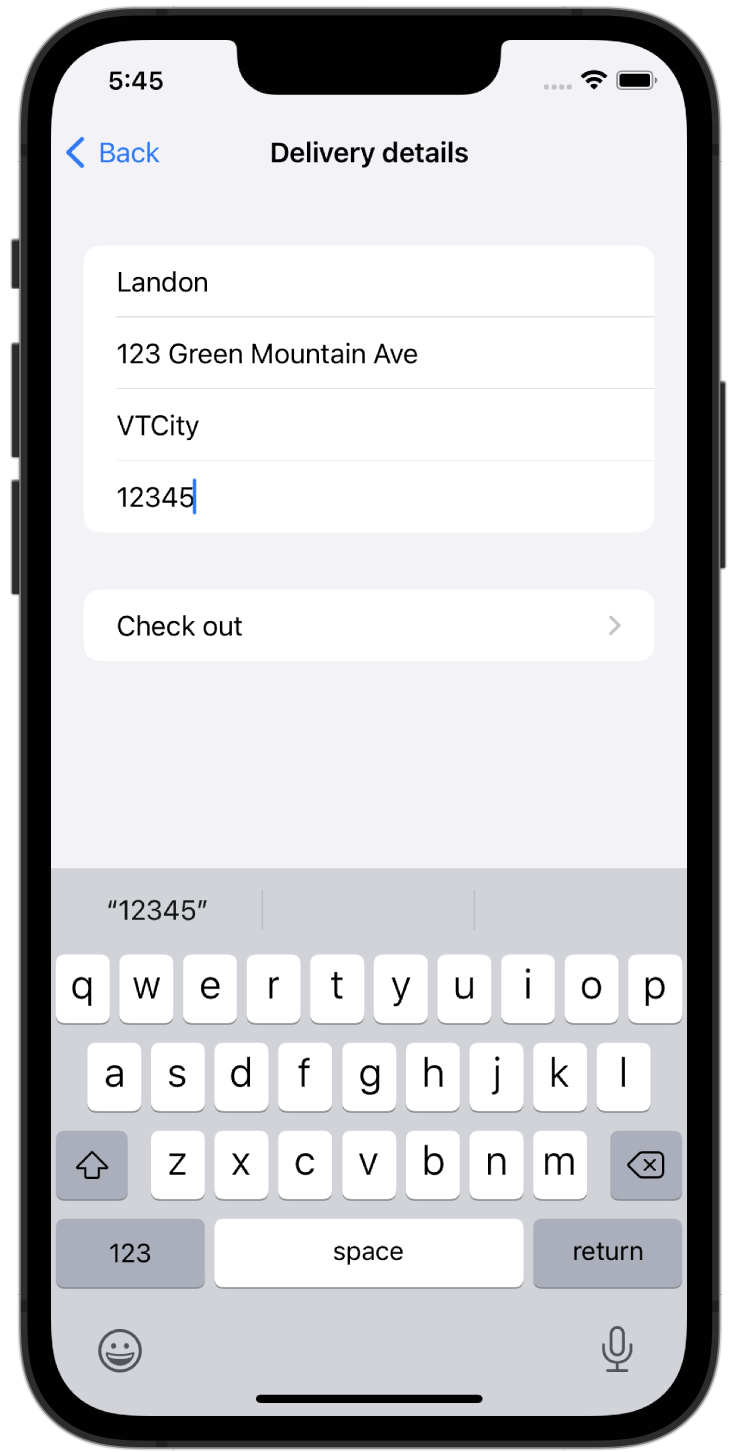 5:45
Back Delivery details
Landon
123 Green Mountain Ave
VTCity
12345
Check out
“12345”
q w e r t y u i o p
a s d f g h j k l
z x c v b n m
123 space return